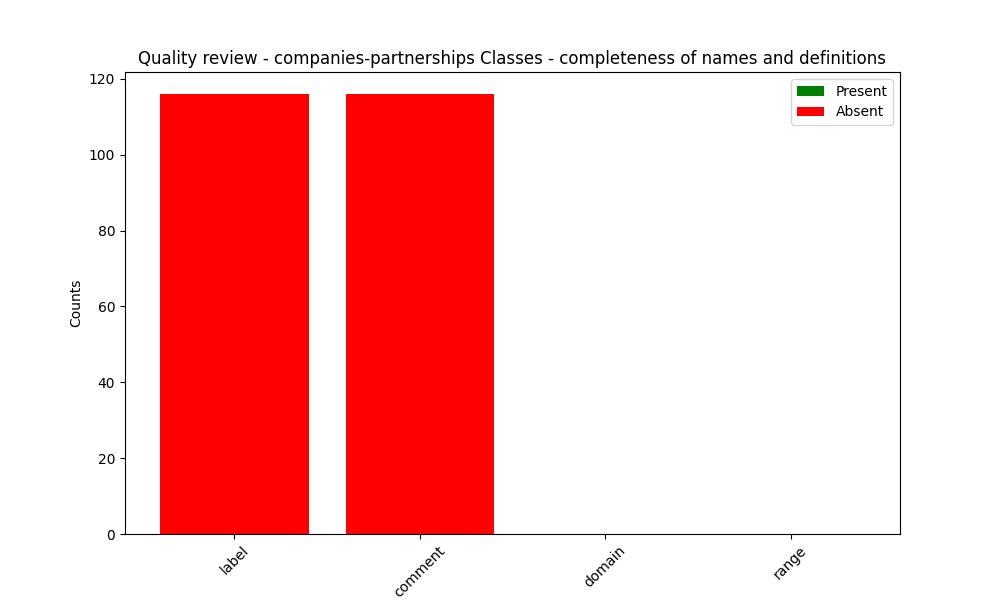 Quality review - companies-partnerships Classes - completeness of names and definitions
Present
Absent
120
100
80
60
40
20
0
Counts
label
comment
domain
range